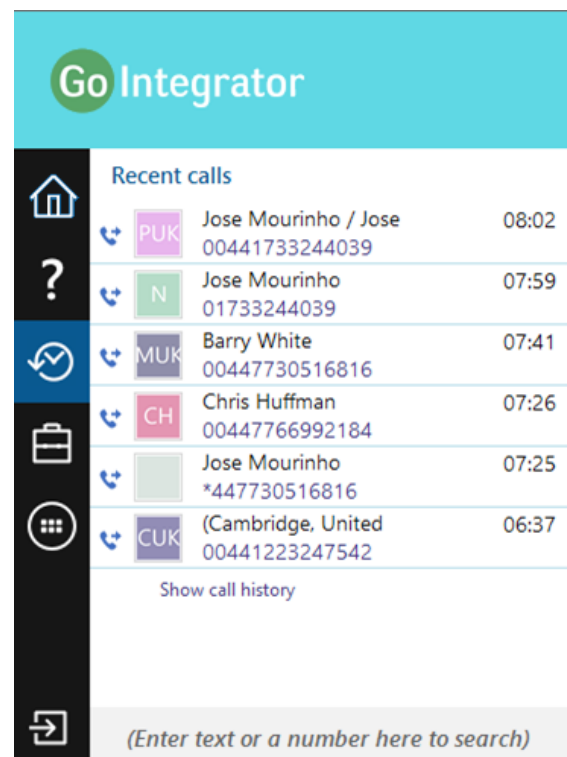 Go Integrator
Recent calls
PUK
Jose Mourinho / Jose
08:02
00441733244039
N
Jose Mourinho
07:59
01733244039
MUK
Barry White
07:41
00447730516816
CH
Chris Huffman
07:26
00447766992184
Jose Mourinho
07:25
*447730516816
CUK
(Cambridge, United
06:37
00441223247542
Show call history
(Enter text or a number here to search)